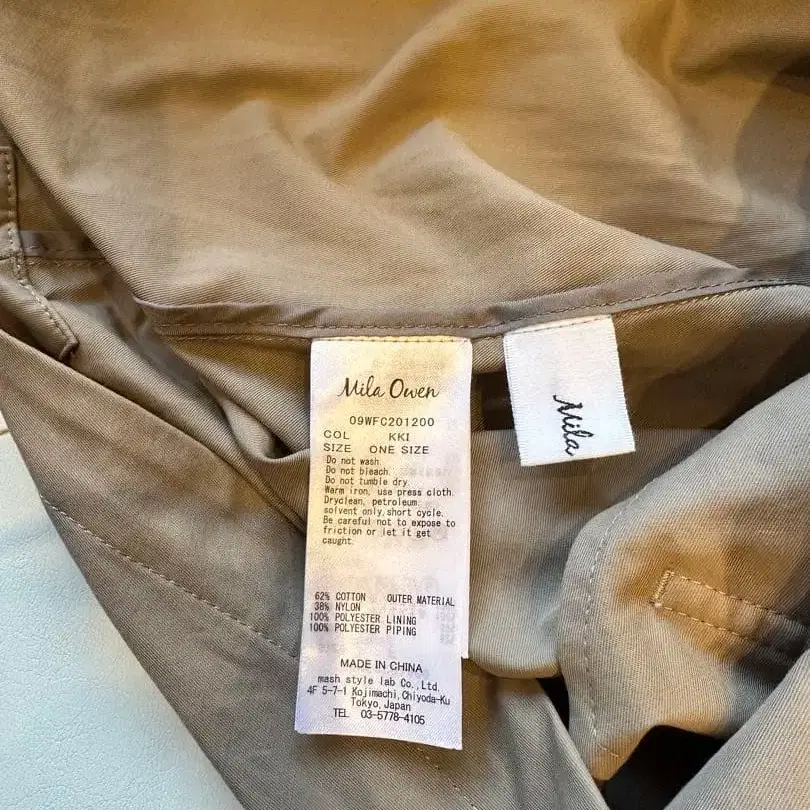 Mila Owen
09WFC201200
COL KKI
SIZE ONE SIZE
Do not wash.
Do not bleach.
Do not tumble dry.
Warm iron, use press cloth.
Dryclean, petroleum.
solvent only,short cycle.
Be careful not to expose to
friction or let it get
caught.
62% COTTON OUTER MATERIAL
38% NYLON
100% POLYESTER LINING
100% POLYESTER PIPING
MADE IN CHINA
mash style lab Co.,Ltd.
4F 5-7-1 Kojimachi,Chiyoda-Ku
Tokyo,Japan
TEL 03-5778-4105
Mila